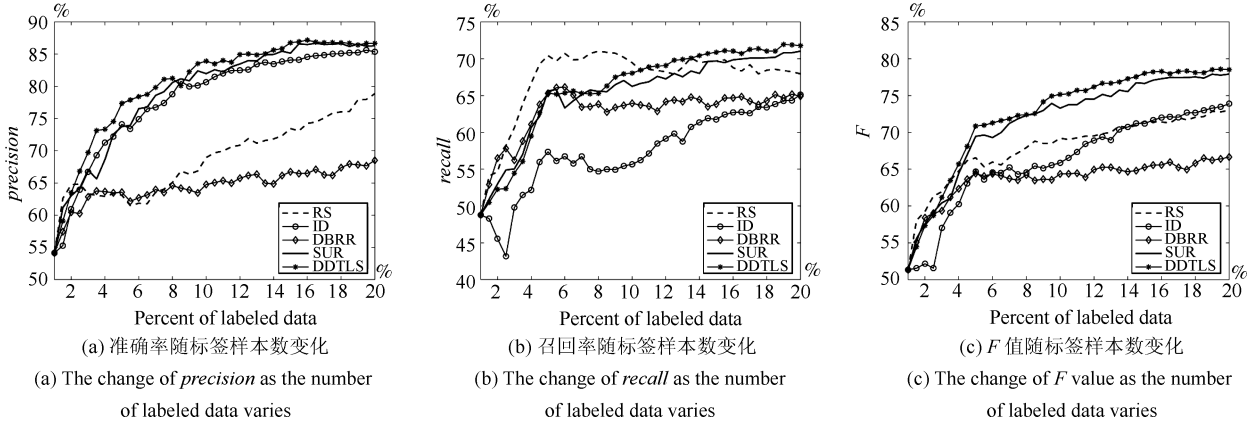 %
90
85
80
75
70
65
60
55
50
precision
RS
ID
DBRR
SUR
DDTLS
%
2 4 6 8 10 12 14 16 18 20
Percent of labeled data
(a) 准确率随标签样本数变化
(a) The change of precision as the number
of labeled data varies
%
75
70
65
60
55
50
45
40
recall
RS
ID
DBRR
SUR
DDTLS
%
2 4 6 8 10 12 14 16 18 20
Percent of labeled data
(b) 召回率随标签样本数变化
(b) The change of recall as the number
of labeled data varies
%
85
80
75
70
65
60
55
50
F
RS
ID
DBRR
SUR
DDTLS
%
2 4 6 8 10 12 14 16 18 20
Percent of labeled data
(c) F 值随标签样本数变化
(c) The change of F value as the number
of labeled data varies